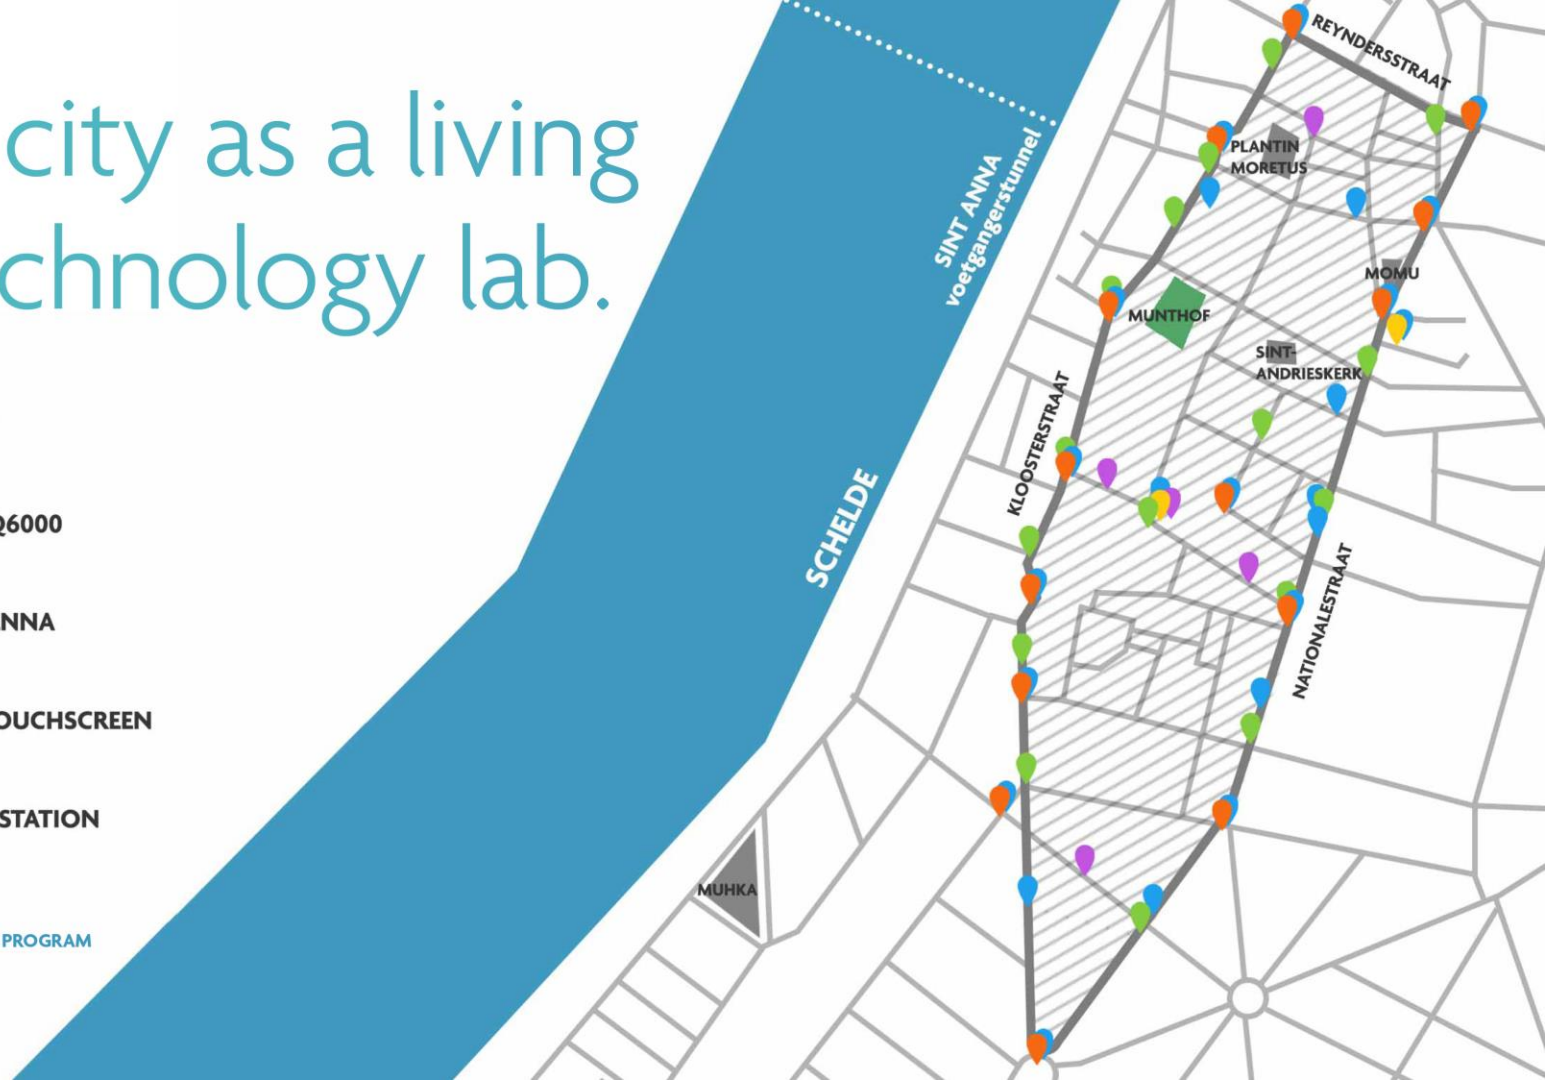 city as a living
chnology lab.
Q6000
NNA
OUCHSCREEN
STATION
PROGRAM
SINT ANNA
voetgangerstunnel
SCHELDE
KLOOSTERSTRAAT
REYNDERSSTRAAT
PLANTIN
MORETUS
MOMU
MUNTHOF
SINT-
ANDRIESKERK
NATIONALESTRAAT
MUHKA